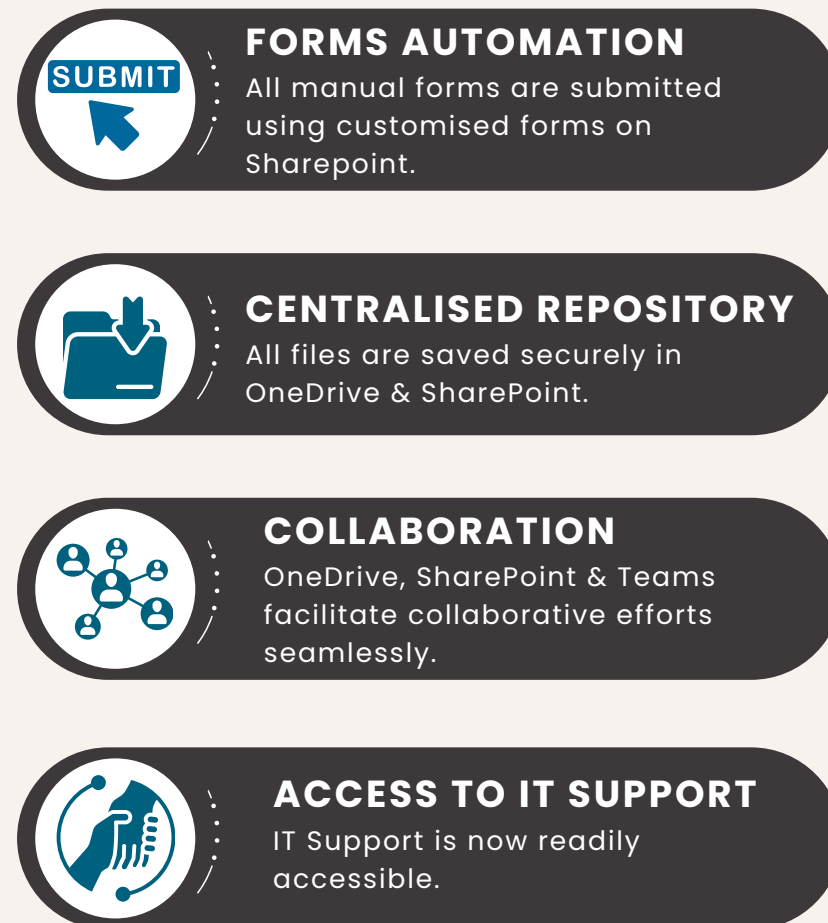 SUBMIT
FORMS AUTOMATION
All manual forms are submitted
using customised forms on
Sharepoint.
CENTRALISED REPOSITORY
All files are saved securely in
OneDrive & SharePoint.
COLLABORATION
OneDrive, SharePoint & Teams
facilitate collaborative efforts
seamlessly.
ACCESS TO IT SUPPORT
IT Support is now readily
accessible.